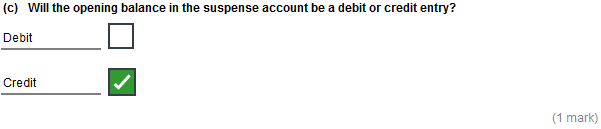 (c) Will the opening balance in the suspense account be a debit or credit entry?
Debit
Credit
(1 mark)